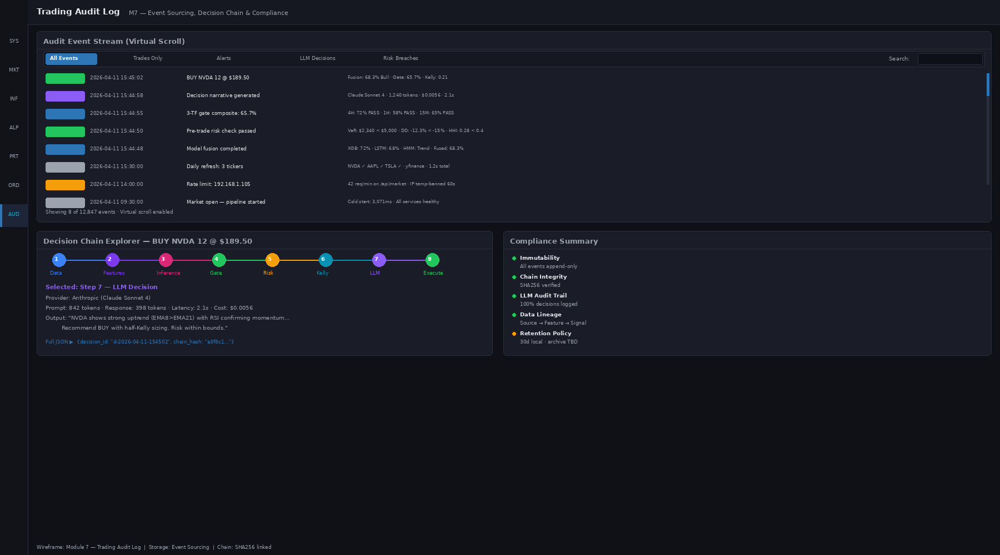 Trading Audit Log M7 — Event Sourcing, Decision Chain & Compliance
SYS
MKT
INF
ALP
PRT
ORD
AUD
Audit Event Stream (Virtual Scroll)
All Events Trades Only Alerts LLM Decisions Risk Breaches Search:
2026-04-11 15:45:02 BUY NVDA 12 @ $189.50 Fusion: 68.3% Bull · Gate: 65.7% · Kelly: 0.21
2026-04-11 15:44:58 Decision narrative generated Claude Sonnet 4 · 1,240 tokens · $0.0056 · 2.1s
2026-04-11 15:44:55 3-TF gate composite: 65.7% 4H: 72% PASS · 1H: 58% PASS · 15M: 65% PASS
2026-04-11 15:44:50 Pre-trade risk check passed VaR: $2,340 < $5,000 · DD: -12.3% < -15% · HHI: 0.28 < 0.4
2026-04-11 15:44:48 Model fusion completed XGB: 72% · LSTM: 68% · HMM: Trend · Fused: 68.3%
2026-04-11 15:30:00 Daily refresh: 3 tickers NVDA ✓ AAPL ✓ TSLA ✓ · yfinance · 1.2s total
2026-04-11 14:00:00 Rate limit: 192.168.1.105 42 req/min on /api/market · IP temp-banned 60s
2026-04-11 09:30:00 Market open — pipeline started Cold start: 3,071ms · All services healthy
Showing 8 of 12,847 events · Virtual scroll enabled
Decision Chain Explorer — BUY NVDA 12 @ $189.50
1 2 3 4 5 6 7 8
Data Features Inference Gate Risk Kelly LLM Execute
Selected: Step 7 — LLM Decision
Provider: Anthropic (Claude Sonnet 4)
Prompt: 842 tokens · Response: 398 tokens · Latency: 2.1s · Cost: $0.0056
Output: "NVDA shows strong uptrend (EMA8>EMA21) with RSI confirming momentum...
Recommend BUY with half-Kelly sizing. Risk within bounds."
Full JSON ▶ {decision_id: "d-2026-04-11-154502", chain_hash: "a3f8c1..."}
Compliance Summary
Immutability
All events append-only
Chain Integrity
SHA256 verified
LLM Audit Trail
100% decisions logged
Data Lineage
Source → Feature → Signal
Retention Policy
30d local · archive TBD
Wireframe: Module 7 — Trading Audit Log | Storage: Event Sourcing | Chain: SHA256 linked